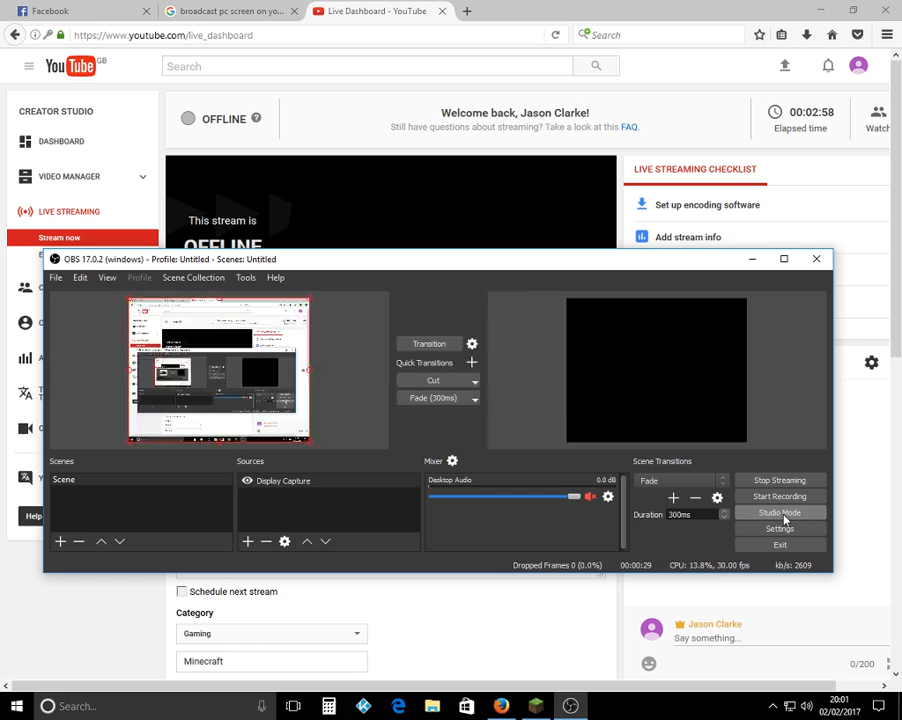 Facebook
broadcast pc screen on yo
Live Dashboard - YouTube
https://www.youtube.com/live_dashboard
Search
YouTube GB
Search
CREATOR STUDIO
DASHBOARD
VIDEO MANAGER
LIVE STREAMING
Stream now
Help
OFFLINE
Welcome back, Jason Clarke!
Still have questions about streaming? Take a look at this FAQ.
00:02:58
Elapsed time
Watch
This stream is
OFFLINE
LIVE STREAMING CHECKLIST
Set up encoding software
Add stream info
OBS 17.0.2 (windows) - Profile: Untitled - Scenes: Untitled
File Edit View Profile Scene Collection Tools Help
Transition
Quick Transitions
Cut
Fade (300ms)
Scenes
Scene
Sources
Display Capture
Mixer
Desktop Audio 0.0 dB
Scene Transitions
Fade
Duration 300ms
Stop Streaming
Start Recording
Studio Mode
Settings
Exit
Dropped Frames 0 (0.0%) 00:00:29 CPU: 13.8%, 30.00 fps kb/s: 2609
Schedule next stream
Category
Gaming
Minecraft
Jason Clarke
Say something...
0/200
Search...
20:01
02/02/2017